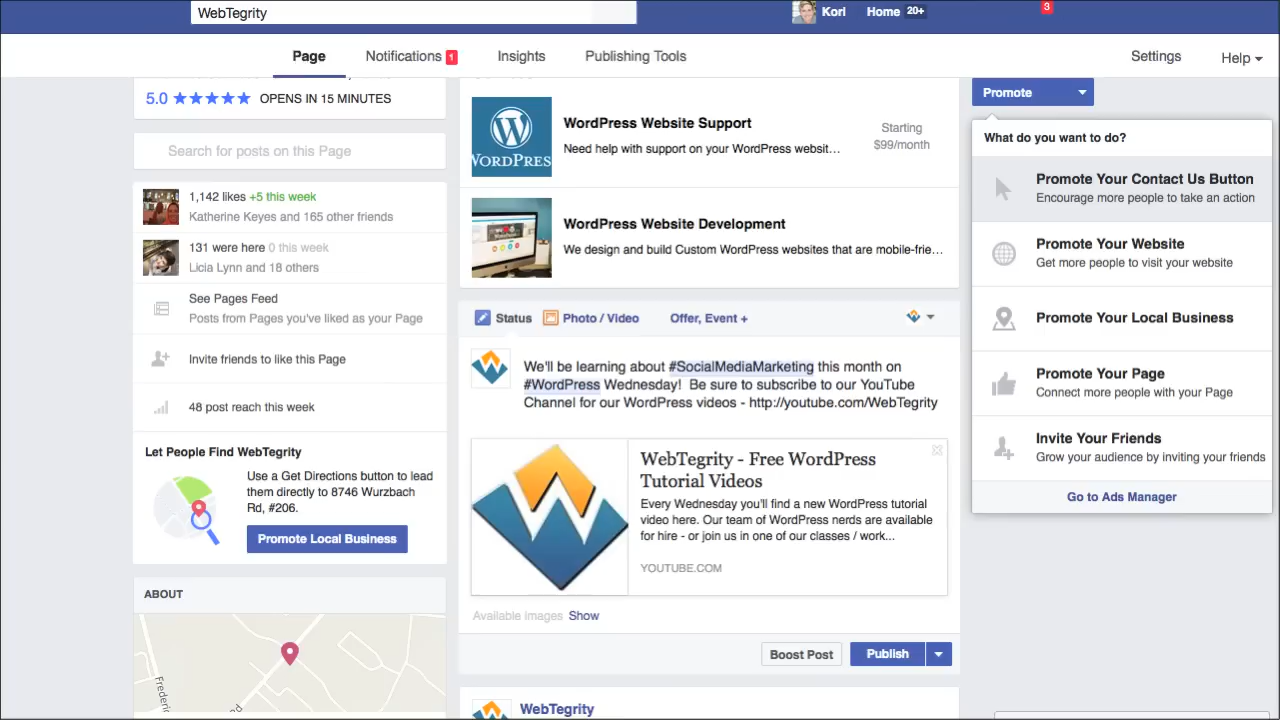 WebTegrity
Kori
Home 20+
3
Page
Notifications 1
Insights
Publishing Tools
Settings
Help
5.0 OPENS IN 15 MINUTES
Search for posts on this Page
1,142 likes +5 this week
Katherine Keyes and 165 other friends
131 were here 0 this week
Licia Lynn and 18 others
See Pages Feed
Posts from Pages you've liked as your Page
Invite friends to like this Page
48 post reach this week
Let People Find WebTegrity
Use a Get Directions button to lead
them directly to 8746 Wurzbach
Rd, #206.
Promote Local Business
ABOUT
Frederic
Rd
WORDPRES
WordPress Website Support
Need help with support on your WordPress websit...
Starting
$99/month
WordPress Website Development
We design and build Custom WordPress websites that are mobile-frie...
Status
Photo / Video
Offer, Event +
We'll be learning about #SocialMediaMarketing this month on
#WordPress Wednesday! Be sure to subscribe to our YouTube
Channel for our WordPress videos - http://youtube.com/WebTegrity
WebTegrity - Free WordPress
Tutorial Videos
Every Wednesday you'll find a new WordPress tutorial
video here. Our team of WordPress nerds are available
for hire - or join us in one of our classes / work...
YOUTUBE.COM
Available images Show
Boost Post
Publish
WebTegrity
Promote
What do you want to do?
Promote Your Contact Us Button
Encourage more people to take an action
Promote Your Website
Get more people to visit your website
Promote Your Local Business
Promote Your Page
Connect more people with your Page
Invite Your Friends
Grow your audience by inviting your friends
Go to Ads Manager